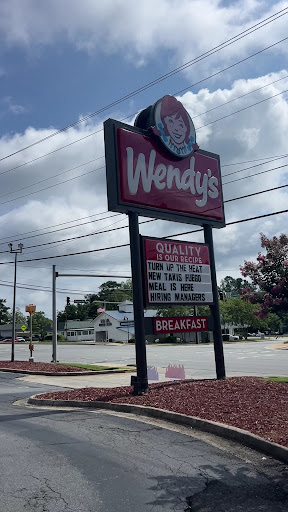 Wendy's
QUALITY
IS OUR RECIPE
TURN UP THE HEAT
NEW TAKIS FUEGO
MEAL IS HERE
HIRING MANAGERS
BREAKFAST